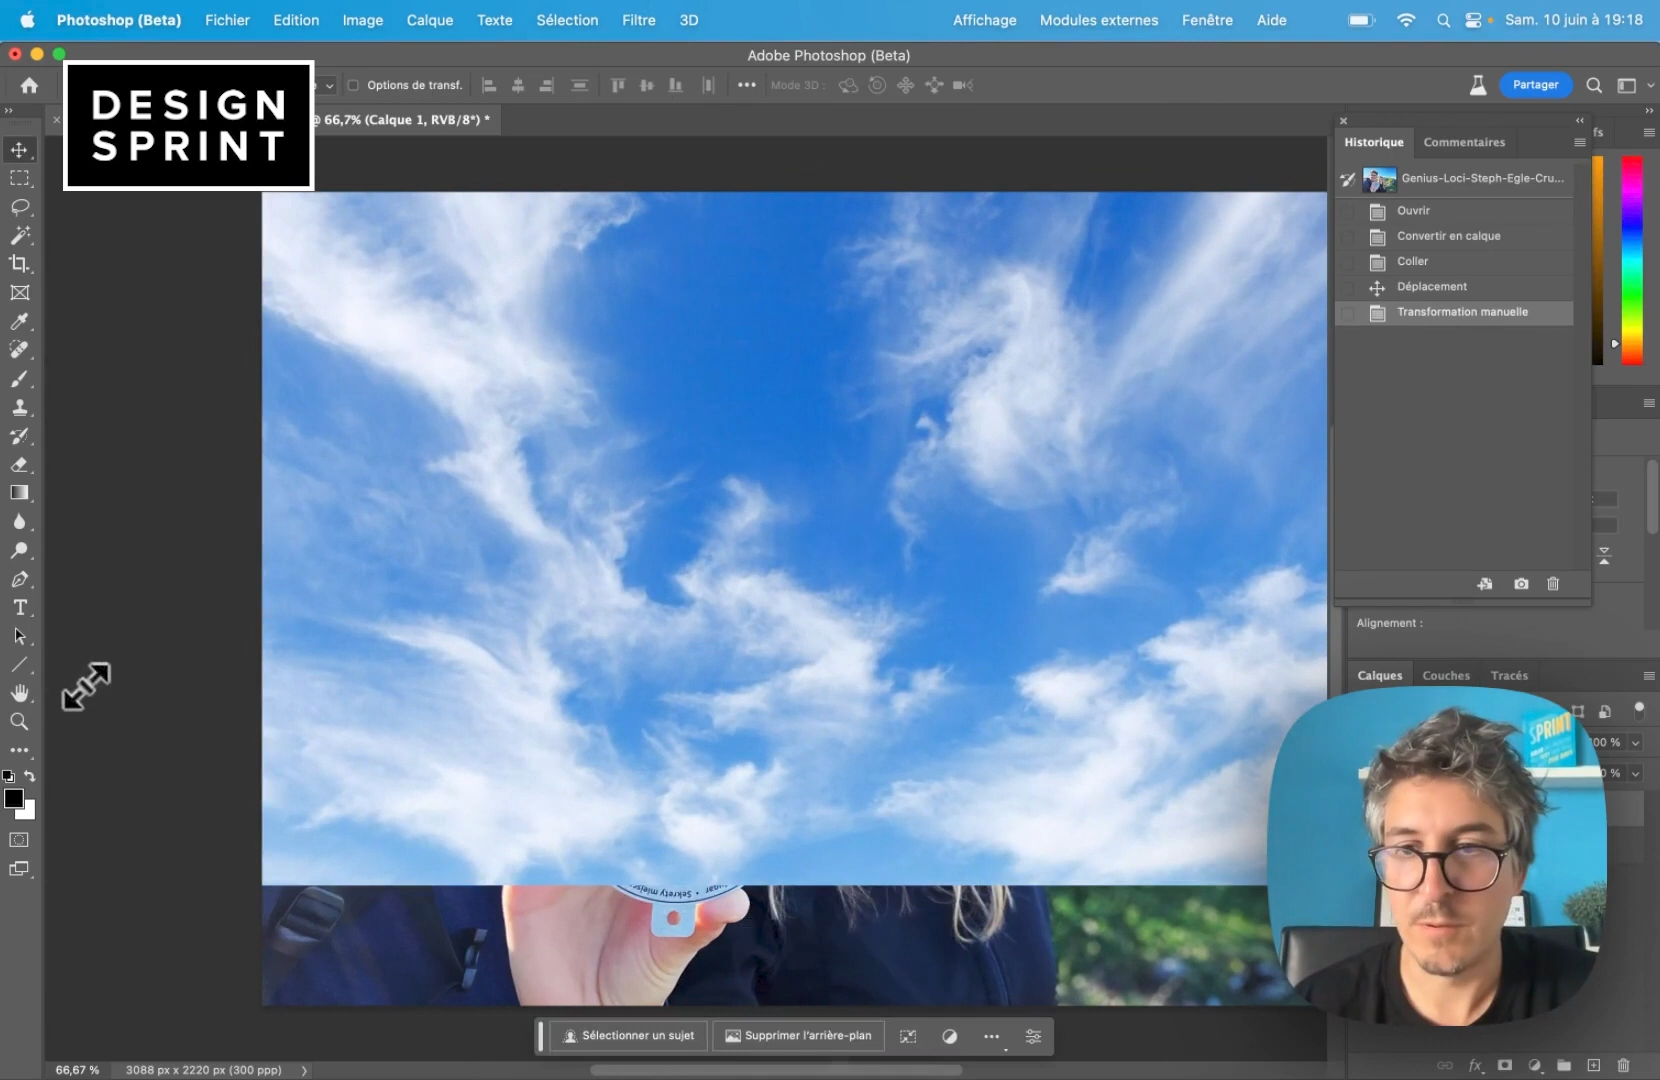 Photoshop (Beta) Fichier Edition Image Calque Texte Sélection Filtre 3D Affichage Modules externes Fenêtre Aide Sam. 10 juin à 19:18
Adobe Photoshop (Beta)
Options de transf.
Mode 3D :
Partager
DESIGN
SPRINT
@ 66,7% (Calque 1, RVB/8*) *
Historique Commentaires
Genius-Loci-Steph-Egle-Cru...
Ouvrir
Convertir en calque
Coller
Déplacement
Transformation manuelle
Alignement :
Calques Couches Tracés
SPRINT
Sekrety
Sélectionner un sujet
Supprimer l'arrière-plan
66,67 % 3088 px x 2220 px (300 ppp)